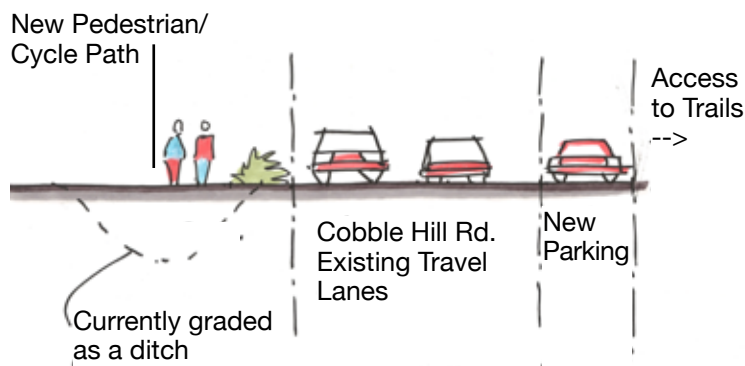 New Pedestrian/
Cycle Path
Access
to Trails
-->
Cobble Hill Rd.
Existing Travel
Lanes
New
Parking
Currently graded
as a ditch